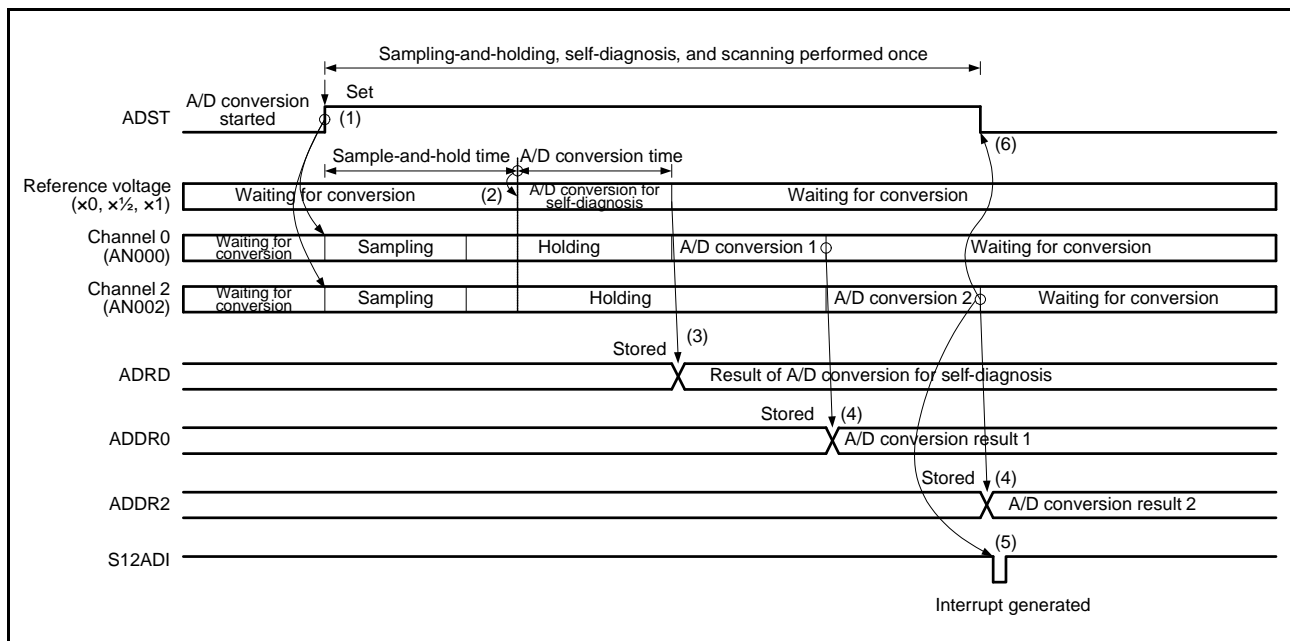 Sampling-and-holding, self-diagnosis, and scanning performed once
ADST
A/D conversion
started
Set
(1)
(6)
Sample-and-hold time
A/D conversion time
Reference voltage
(×0, ×½, ×1)
Waiting for conversion
(2)
A/D conversion for
self-diagnosis
Waiting for conversion
Channel 0
(AN000)
Waiting for
conversion
Sampling
Holding
A/D conversion 1
Waiting for conversion
Channel 2
(AN002)
Waiting for
conversion
Sampling
Holding
A/D conversion 2
Waiting for conversion
Stored
(3)
ADRD
Result of A/D conversion for self-diagnosis
Stored
(4)
ADDR0
A/D conversion result 1
Stored
(4)
ADDR2
A/D conversion result 2
S12ADI
(5)
Interrupt generated